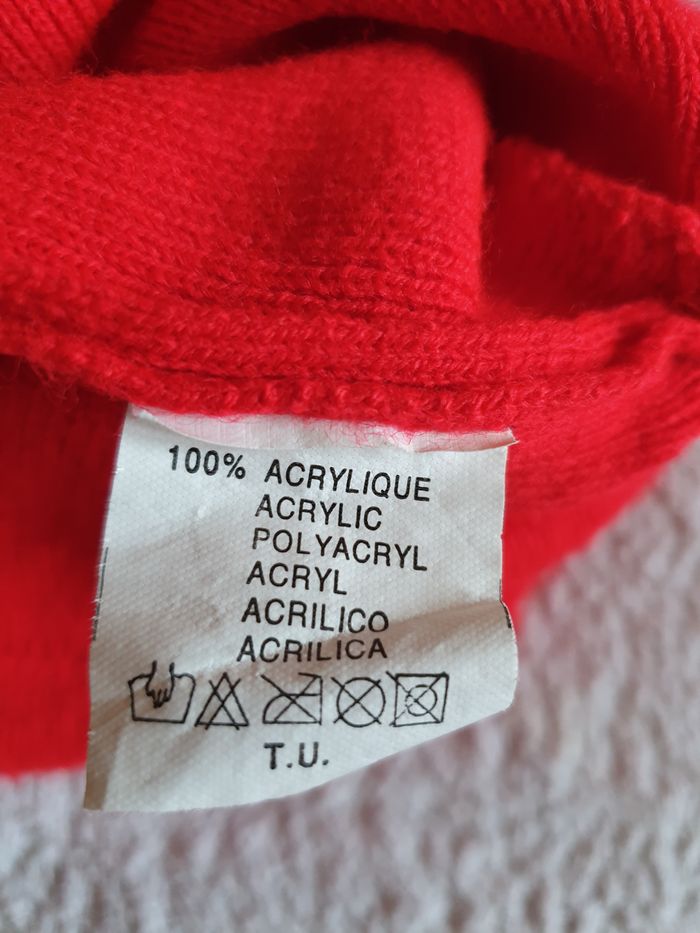 100% ACRYLIQUE
ACRYLIC
POLYACRYL
ACRYL
ACRILICO
ACRILICA
T.U.